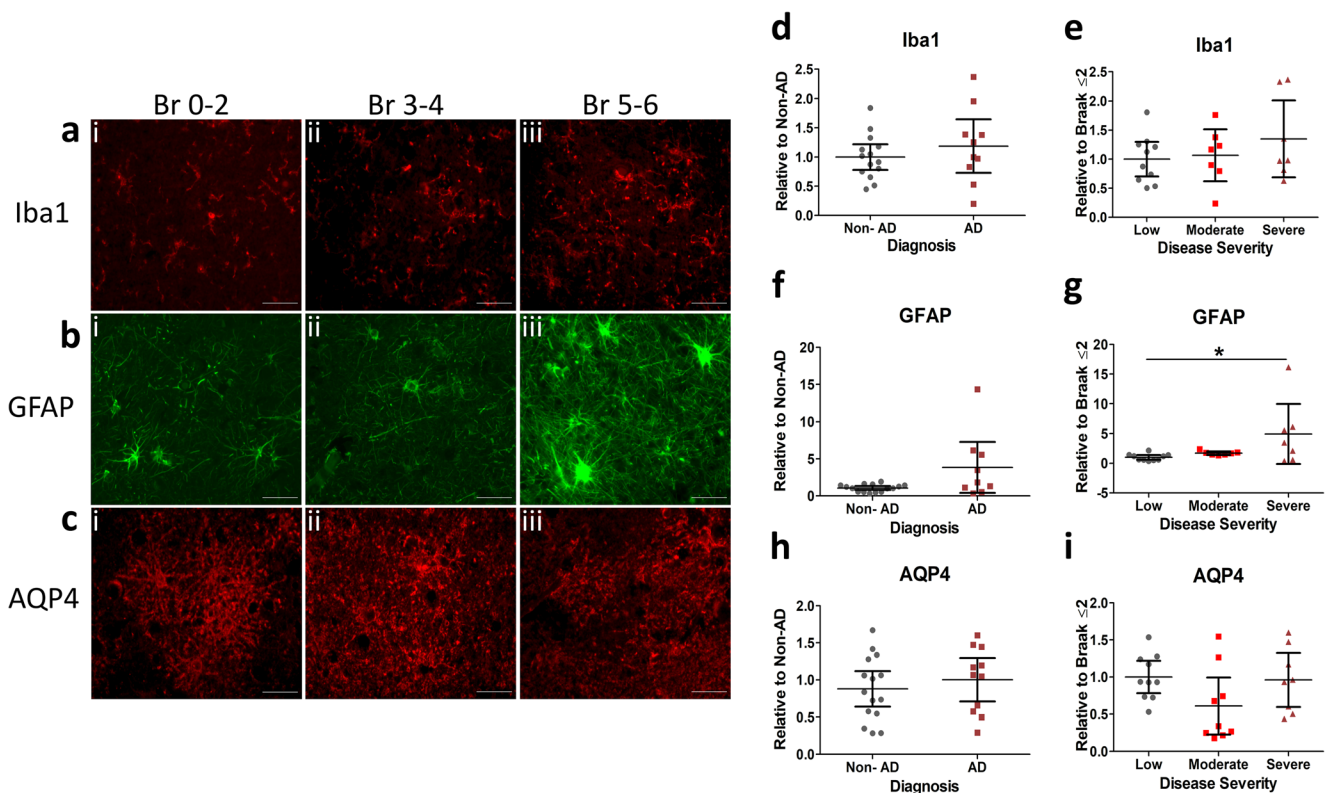 Br 0-2 Br 3-4 Br 5-6
a i ii iii
Iba1
b i ii iii
GFAP
c i ii iii
AQP4
d
Iba1
Relative to Non-AD
2.5
2.0
1.5
1.0
0.5
0.0
Non- AD AD
Diagnosis
e
Iba1
Relative to Braak ≤2
2.5
2.0
1.5
1.0
0.5
0.0
Low Moderate Severe
Disease Severity
f
GFAP
Relative to Non-AD
20
15
10
5
0
Non- AD AD
Diagnosis
g
GFAP
Relative to Braak ≤2
20
15
10
5
0
-5
*
Low Moderate Severe
Disease Severity
h
AQP4
Relative to Non-AD
2.0
1.5
1.0
0.5
0.0
Non- AD AD
Diagnosis
i
AQP4
Relative to Braak ≤2
2.0
1.5
1.0
0.5
0.0
Low Moderate Severe
Disease Severity